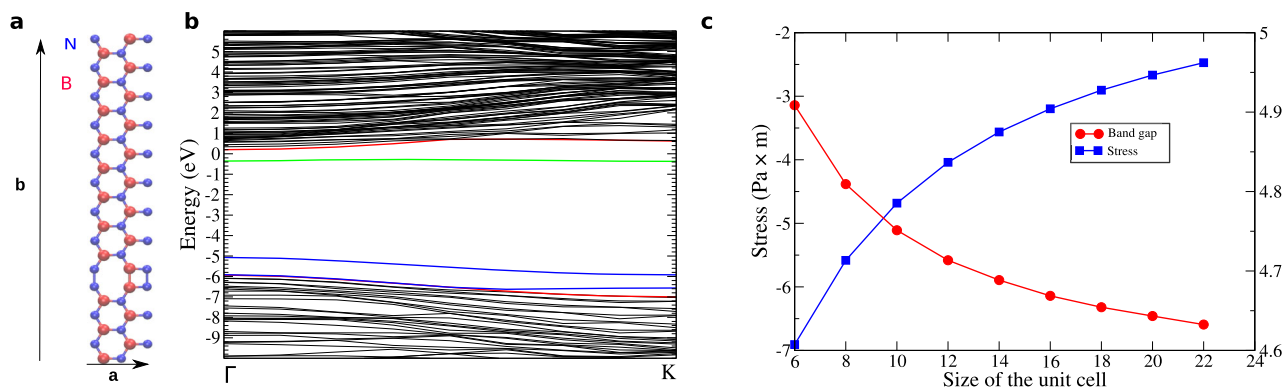 a
N
B
b
a
b
Energy (eV)
5
4
3
2
1
0
-1
-2
-3
-4
-5
-6
-7
-8
-9
Γ
K
c
Stress (Pa × m)
-2
-3
-4
-5
-6
-7
5
4.9
4.8
4.7
4.6
Band gap
Stress
6 8 10 12 14 16 18 20 22 24
Size of the unit cell